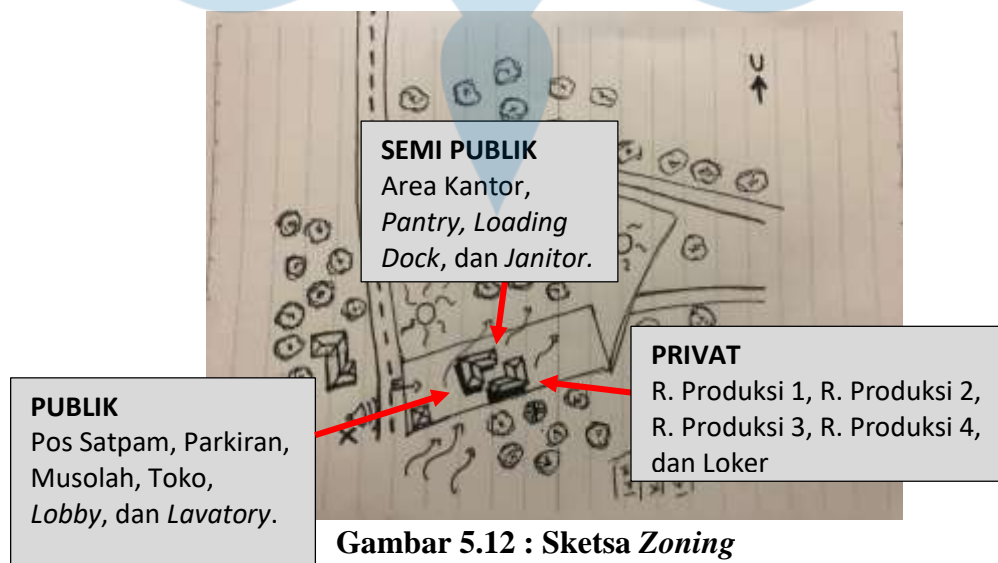 U
SEMI PUBLIK
Area Kantor,
Pantry, Loading
Dock, dan Janitor.
PRIVAT
R. Produksi 1, R. Produksi 2,
R. Produksi 3, R. Produksi 4,
dan Loker
PUBLIK
Pos Satpam, Parkiran,
Musolah, Toko,
Lobby, dan Lavatory.
Gambar 5.12 : Sketsa Zoning